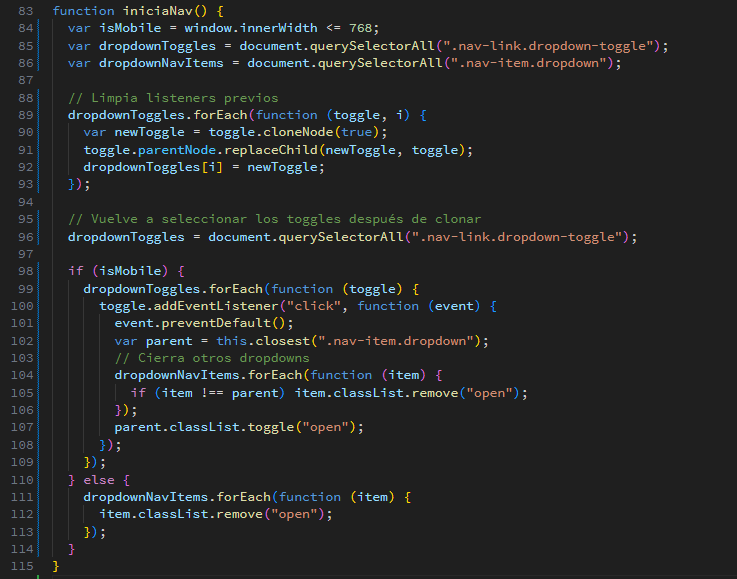 83 function iniciaNav() {
84   var isMobile = window.innerWidth <= 768;
85   var dropdownToggles = document.querySelectorAll(".nav-link.dropdown-toggle");
86   var dropdownNavItems = document.querySelectorAll(".nav-item.dropdown");
87
88   // Limpia listeners previos
89   dropdownToggles.forEach(function (toggle, i) {
90     var newToggle = toggle.cloneNode(true);
91     toggle.parentNode.replaceChild(newToggle, toggle);
92     dropdownToggles[i] = newToggle;
93   });
94
95   // Vuelve a seleccionar los toggles después de clonar
96   dropdownToggles = document.querySelectorAll(".nav-link.dropdown-toggle");
97
98   if (isMobile) {
99     dropdownToggles.forEach(function (toggle) {
100       toggle.addEventListener("click", function (event) {
101         event.preventDefault();
102         var parent = this.closest(".nav-item.dropdown");
103         // Cierra otros dropdowns
104         dropdownNavItems.forEach(function (item) {
105           if (item !== parent) item.classList.remove("open");
106         });
107         parent.classList.toggle("open");
108       });
109     });
110   } else {
111     dropdownNavItems.forEach(function (item) {
112       item.classList.remove("open");
113     });
114   }
115 }